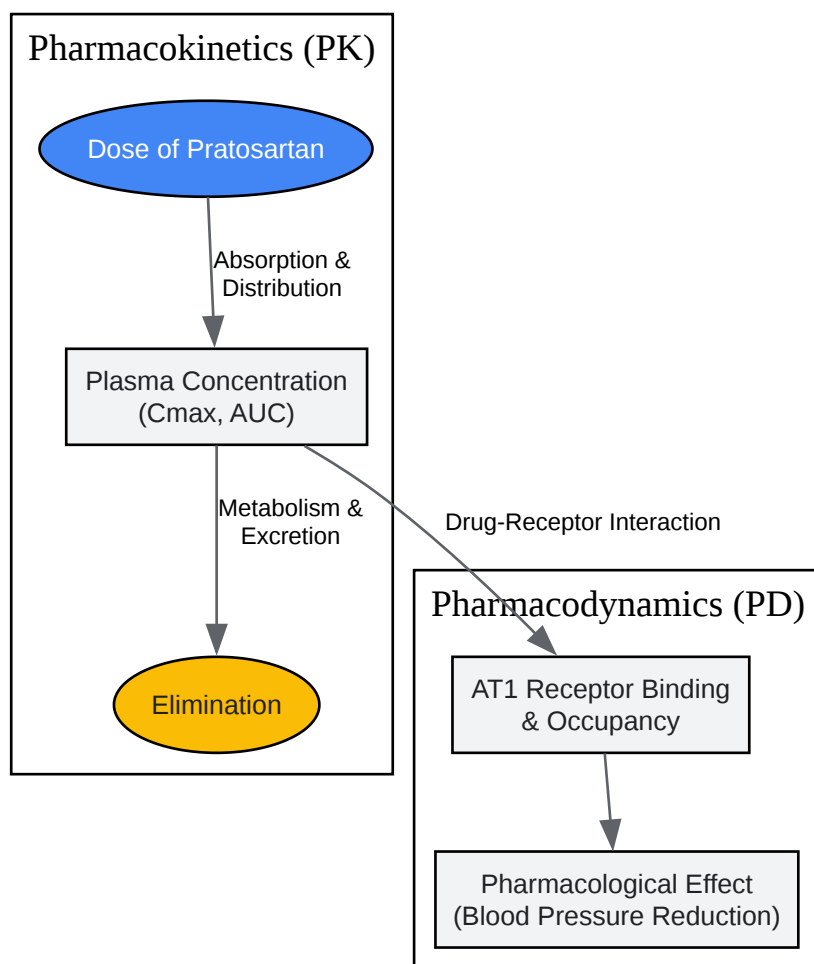 Pharmacokinetics (PK)
Dose of Pratosartan
Absorption &
Distribution
Plasma Concentration
(Cmax, AUC)
Metabolism &
Excretion
Drug-Receptor Interaction
Elimination
Pharmacodynamics (PD)
AT1 Receptor Binding
& Occupancy
Pharmacological Effect
(Blood Pressure Reduction)